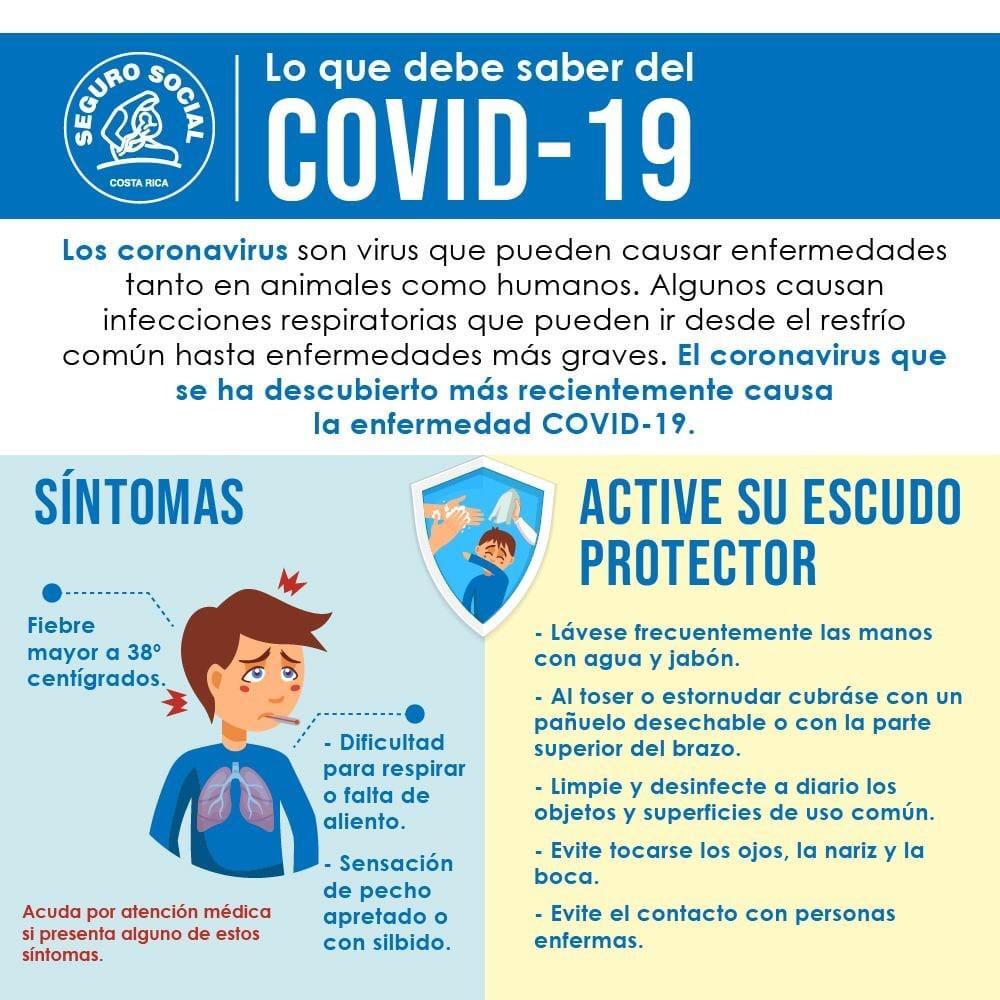 SEGURO SOCIAL
COSTA RICA
Lo que debe saber del
COVID-19
Los coronavirus son virus que pueden causar enfermedades
tanto en animales como humanos. Algunos causan
infecciones respiratorias que pueden ir desde el resfrío
común hasta enfermedades más graves. El coronavirus que
se ha descubierto más recientemente causa
la enfermedad COVID-19.
SÍNTOMAS
Fiebre
mayor a 38º
centígrados.
- Dificultad
para respirar
o falta de
aliento.
- Sensación
de pecho
apretado o
con silbido.
Acuda por atención médica
si presenta alguno de estos
síntomas.
ACTIVE SU ESCUDO
PROTECTOR
- Lávese frecuentemente las manos
con agua y jabón.
- Al toser o estornudar cubráse con un
pañuelo desechable o con la parte
superior del brazo.
- Limpie y desinfecte a diario los
objetos y superficies de uso común.
- Evite tocarse los ojos, la nariz y la
boca.
- Evite el contacto con personas
enfermas.